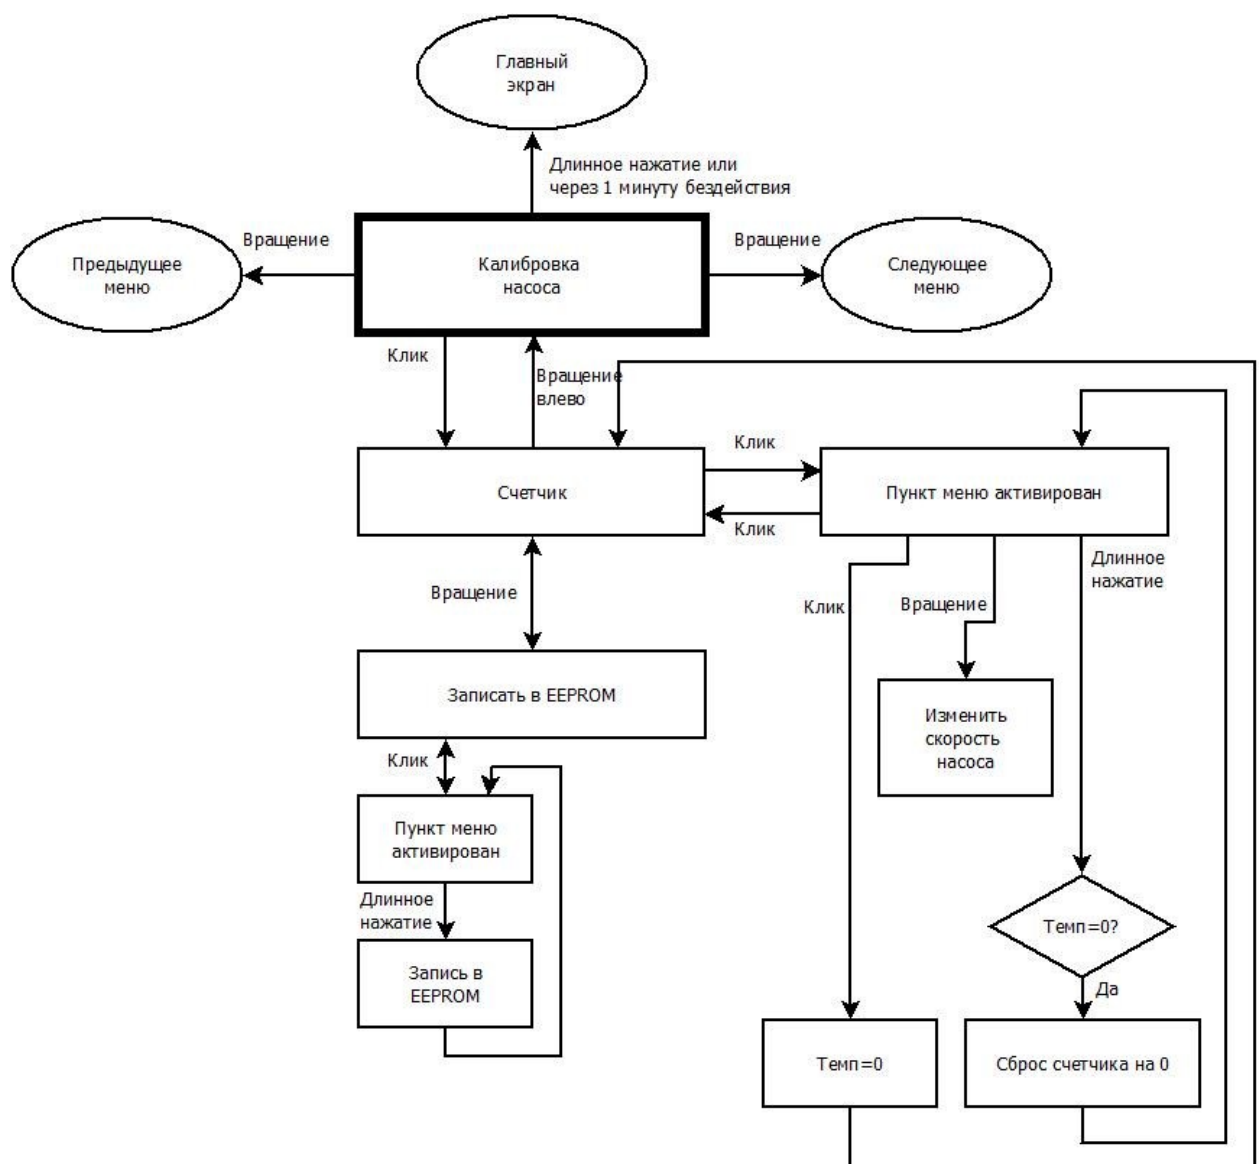 Главный
экран
Длинное нажатие или
через 1 минуту бездействия
Предыдущее
меню
Вращение
Калибровка
насоса
Вращение
Следующее
меню
Клик
Вращение
влево
Счетчик
Клик
Клик
Пункт меню активирован
Вращение
Клик
Вращение
Длинное
нажатие
Записать в EEPROM
Изменить
скорость
насоса
Клик
Пункт меню
активирован
Длинное
нажатие
Запись в
EEPROM
Темп=0?
Да
Темп=0
Сброс счетчика на 0